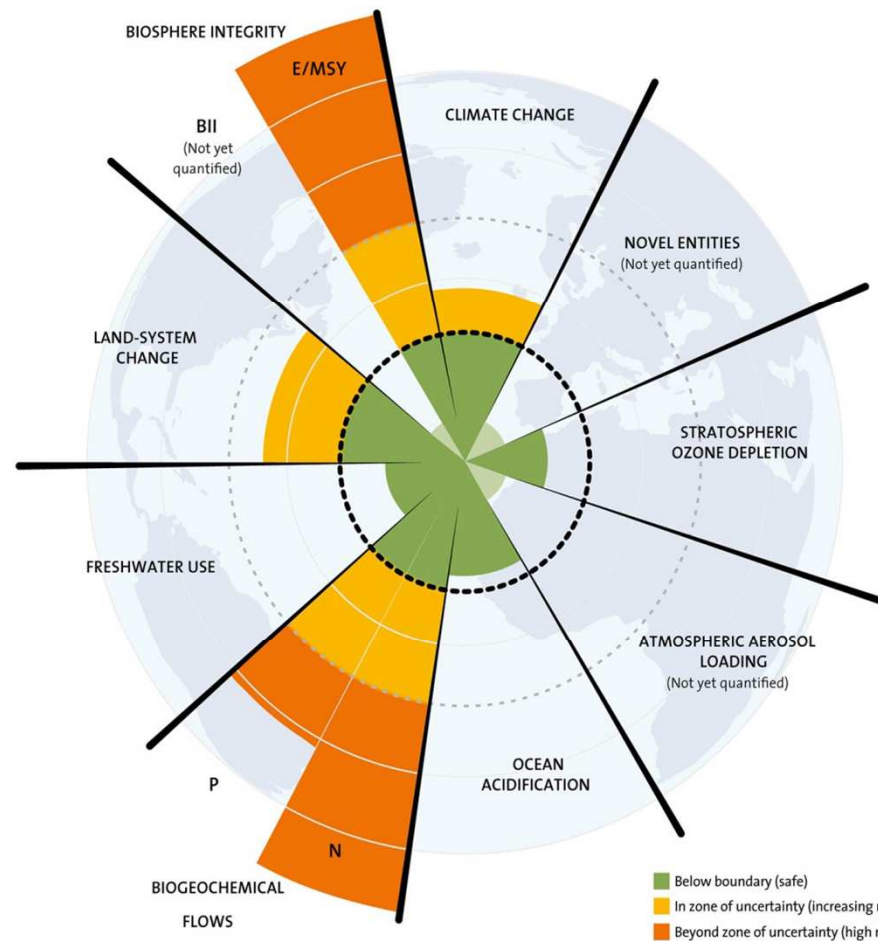 BIOSPHERE INTEGRITY
E/MSY
BII
(Not yet
quantified)
CLIMATE CHANGE
NOVEL ENTITIES
(Not yet quantified)
LAND-SYSTEM
CHANGE
STRATOSPHERIC
OZONE DEPLETION
FRESHWATER USE
ATMOSPHERIC AEROSOL
LOADING
(Not yet quantified)
OCEAN
ACIDIFICATION
P
N
BIOGEOCHEMICAL
FLOWS
Below boundary (safe)
In zone of uncertainty (increasing
Beyond zone of uncertainty (high